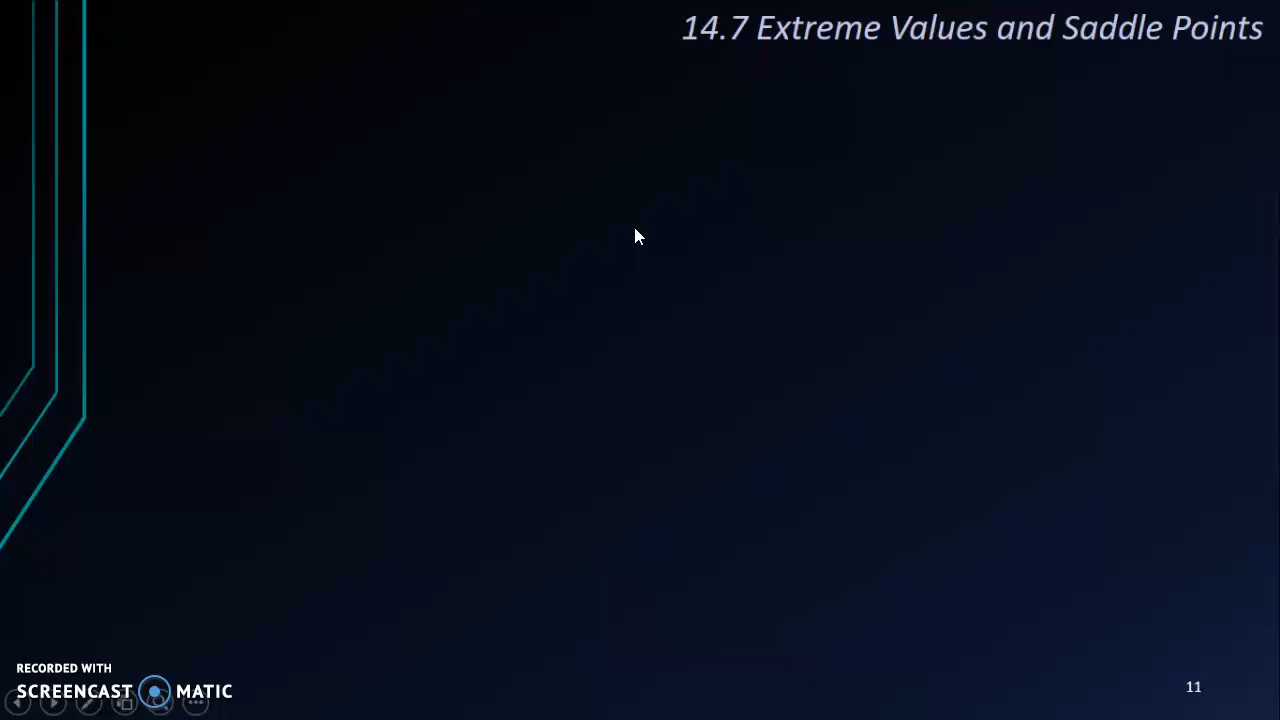 14.7 Extreme Values and Saddle Points
RECORDED WITH
SCREENCAST MATIC
11